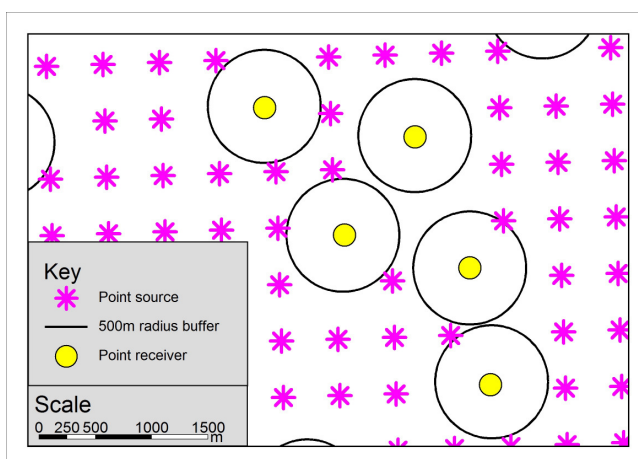 Key
Point source
500m radius buffer
Point receiver
Scale
0 250 500 1000 1500
m